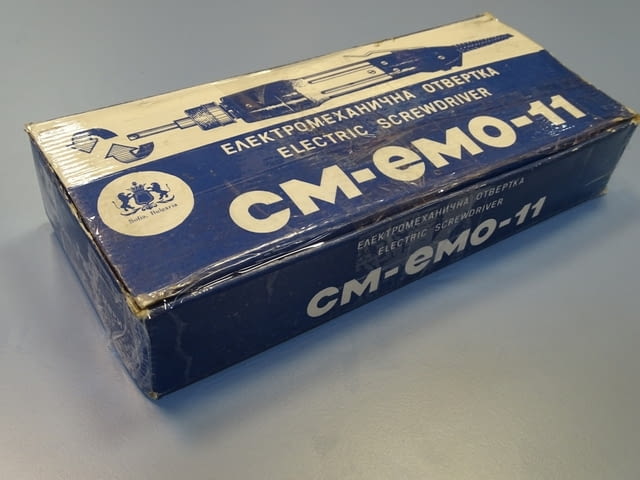 ЕЛЕКТРОМЕХАНИЧНА ОТВЕРТКА
ELECTRIC SCREWDRIVER
СМ-ЕМО-11
Sofia, Bulgaria
ЕЛЕКТРОМЕХАНИЧНА ОТВЕРТКА
ELECTRIC SCREWDRIVER
СМ-ЕМО-11